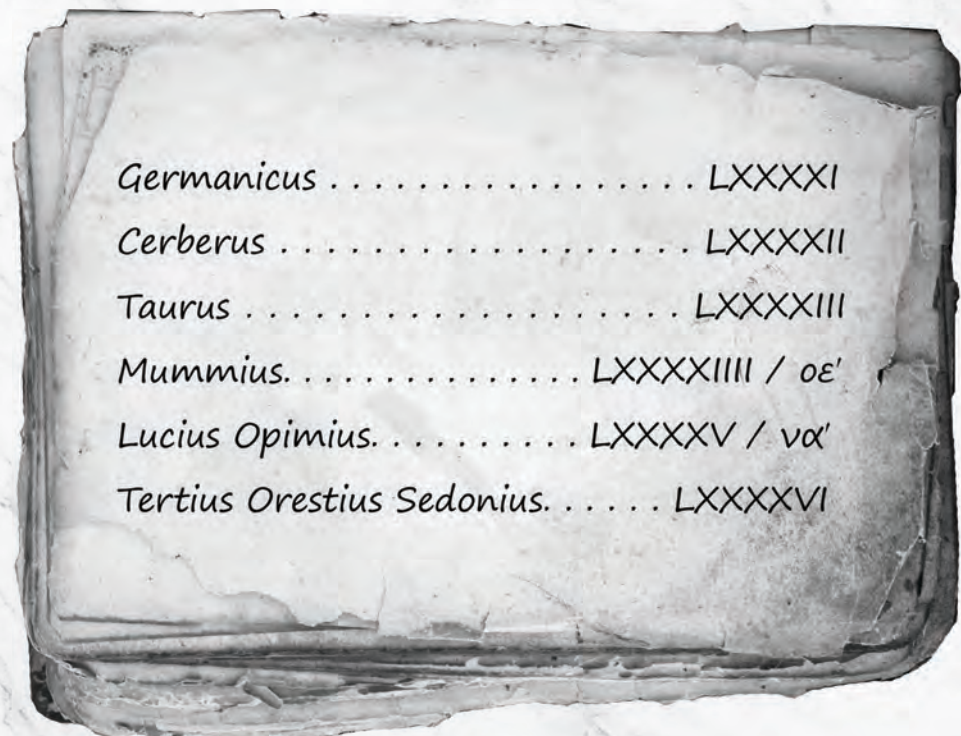 Germanicus . . . . . . . . . . . . . . . . . LXXXXI
Cerberus . . . . . . . . . . . . . . . . . . . LXXXXII
Taurus . . . . . . . . . . . . . . . . . . . . LXXXXIII
Mummius. . . . . . . . . . . . . . LXXXXIIII / οε'
Lucius Opimius. . . . . . . . . . LXXXXV / να'
Tertius Orestius Sedonius. . . . . . LXXXXVI